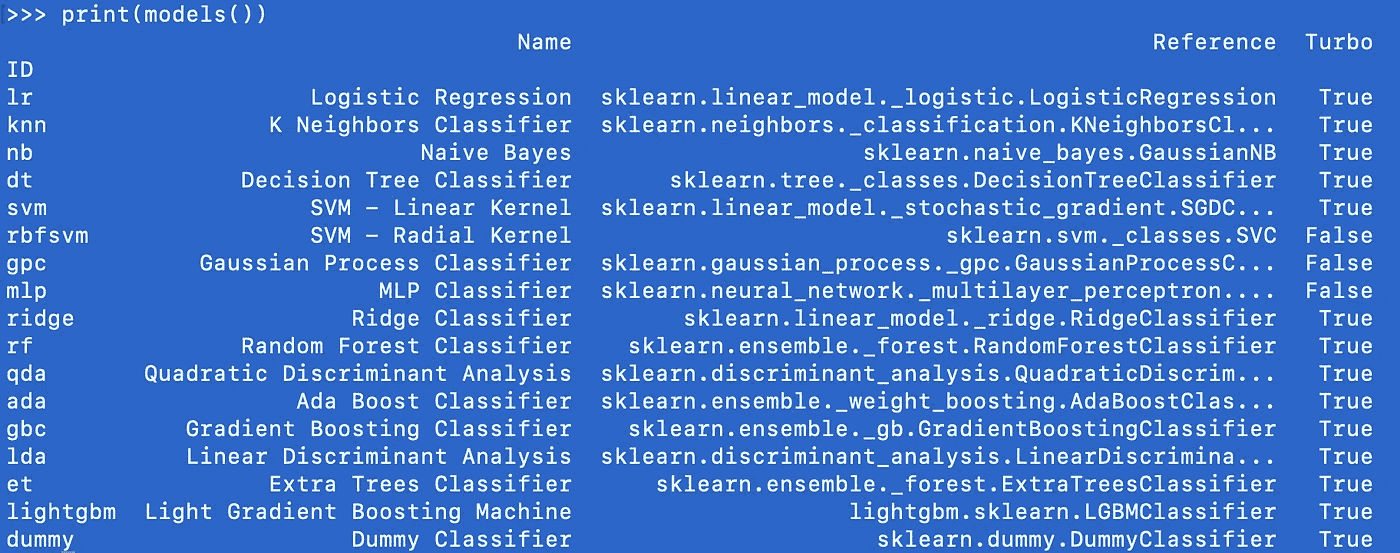 >>> print(models())
Name Reference Turbo
ID
lr Logistic Regression sklearn.linear_model._logistic.LogisticRegression True
knn K Neighbors Classifier sklearn.neighbors._classification.KNeighborsCl... True
nb Naive Bayes sklearn.naive_bayes.GaussianNB True
dt Decision Tree Classifier sklearn.tree._classes.DecisionTreeClassifier True
svm SVM – Linear Kernel sklearn.linear_model._stochastic_gradient.SGDC... True
rbfsvm SVM – Radial Kernel sklearn.svm._classes.SVC False
gpc Gaussian Process Classifier sklearn.gaussian_process._gpc.GaussianProcessC... False
mlp MLP Classifier sklearn.neural_network._multilayer_perceptron.... False
ridge Ridge Classifier sklearn.linear_model._ridge.RidgeClassifier True
rf Random Forest Classifier sklearn.ensemble._forest.RandomForestClassifier True
qda Quadratic Discriminant Analysis sklearn.discriminant_analysis.QuadraticDiscrim... True
ada Ada Boost Classifier sklearn.ensemble._weight_boosting.AdaBoostClas... True
gbc Gradient Boosting Classifier sklearn.ensemble._gb.GradientBoostingClassifier True
lda Linear Discriminant Analysis sklearn.discriminant_analysis.LinearDiscrimina... True
et Extra Trees Classifier sklearn.ensemble._forest.ExtraTreesClassifier True
lightgbm Light Gradient Boosting Machine lightgbm.sklearn.LGBMClassifier True
dummy Dummy Classifier sklearn.dummy.DummyClassifier True